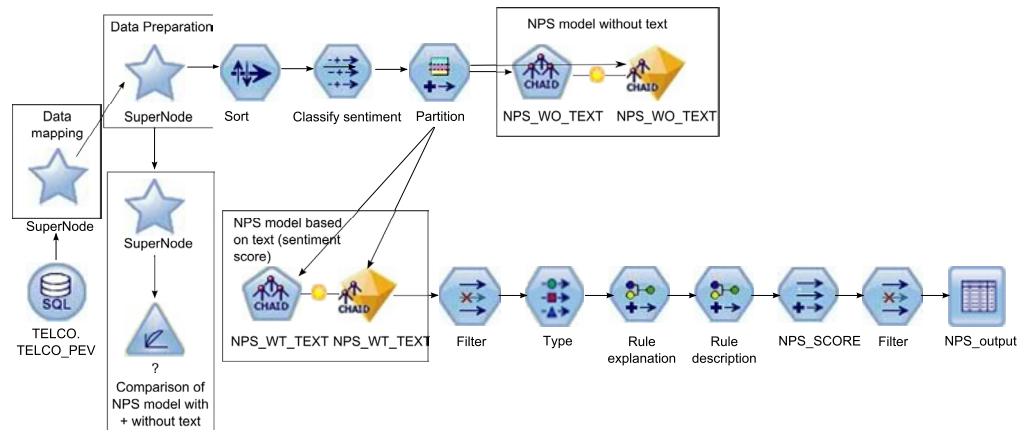 Data Preparation
SuperNode
Sort
Classify sentiment
Partition
NPS model without text
CHAID
NPS_WO_TEXT
CHAID
NPS_WO_TEXT
Data
mapping
SuperNode
SQL
TELCO.
TELCO_PEV
SuperNode
?
Comparison of
NPS model with
+ without text
NPS model based
on text (sentiment
score)
CHAID
NPS_WT_TEXT
CHAID
NPS_WT_TEXT
Filter
Type
Rule
explanation
Rule
description
NPS_SCORE
Filter
NPS_output